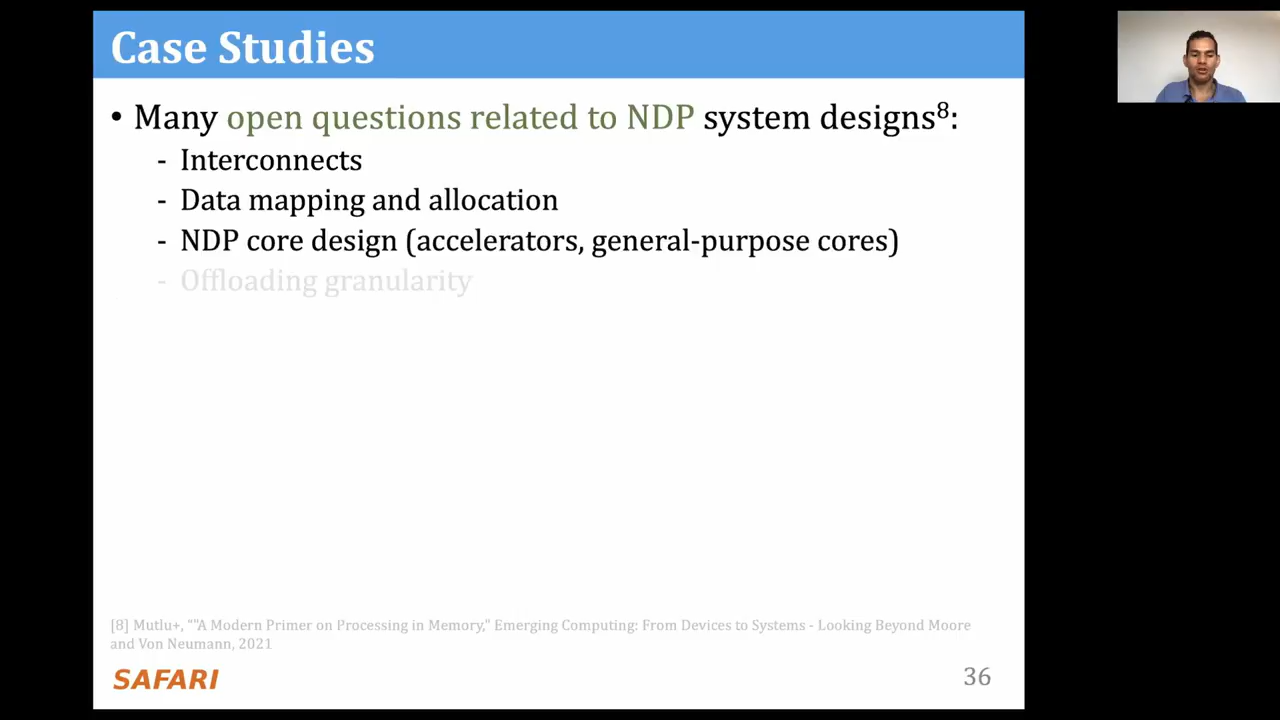 Case Studies
• Many open questions related to NDP system designs⁸:
- Interconnects
- Data mapping and allocation
- NDP core design (accelerators, general-purpose cores)
- Offloading granularity
[8] Mutlu+, “"A Modern Primer on Processing in Memory," Emerging Computing: From Devices to Systems - Looking Beyond Moore
and Von Neumann, 2021
SAFARI
36